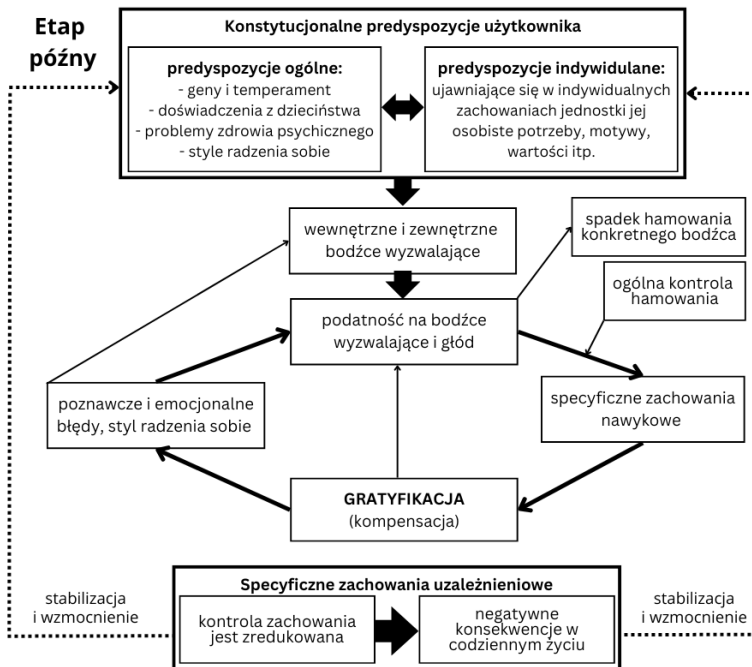 Etap
późny
Konstytucjonalne predyspozycje użytkownika
predyspozycje ogólne:
- geny i temperament
- doświadczenia z dzieciństwa
- problemy zdrowia psychicznego
- style radzenia sobie
predyspozycje indywidulane:
ujawniające się w indywidualnych
zachowaniach jednostki jej
osobiste potrzeby, motywy,
wartości itp.
wewnętrzne i zewnętrzne
bodźce wyzwalające
spadek hamowania
konkretnego bodźca
ogólna kontrola
hamowania
podatność na bodźce
wyzwalające i głód
poznawcze i emocjonalne
błędy, styl radzenia sobie
specyficzne zachowania
nawykowe
GRATYFIKACJA
(kompensacja)
Specyficzne zachowania uzależnieniowe
stabilizacja
i wzmocnienie
kontrola zachowania
jest zredukowana
negatywne
konsekwencje w
codziennym życiu
stabilizacja
i wzmocnienie